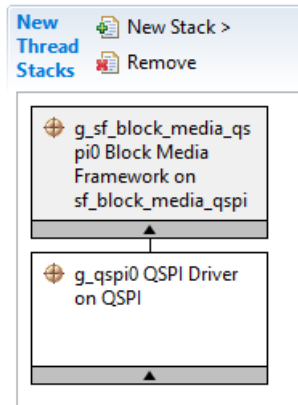 New Thread Stacks
New Stack >
Remove
g_sf_block_media_qs
pi0 Block Media
Framework on
sf_block_media_qspi
g_qspi0 QSPI Driver
on QSPI